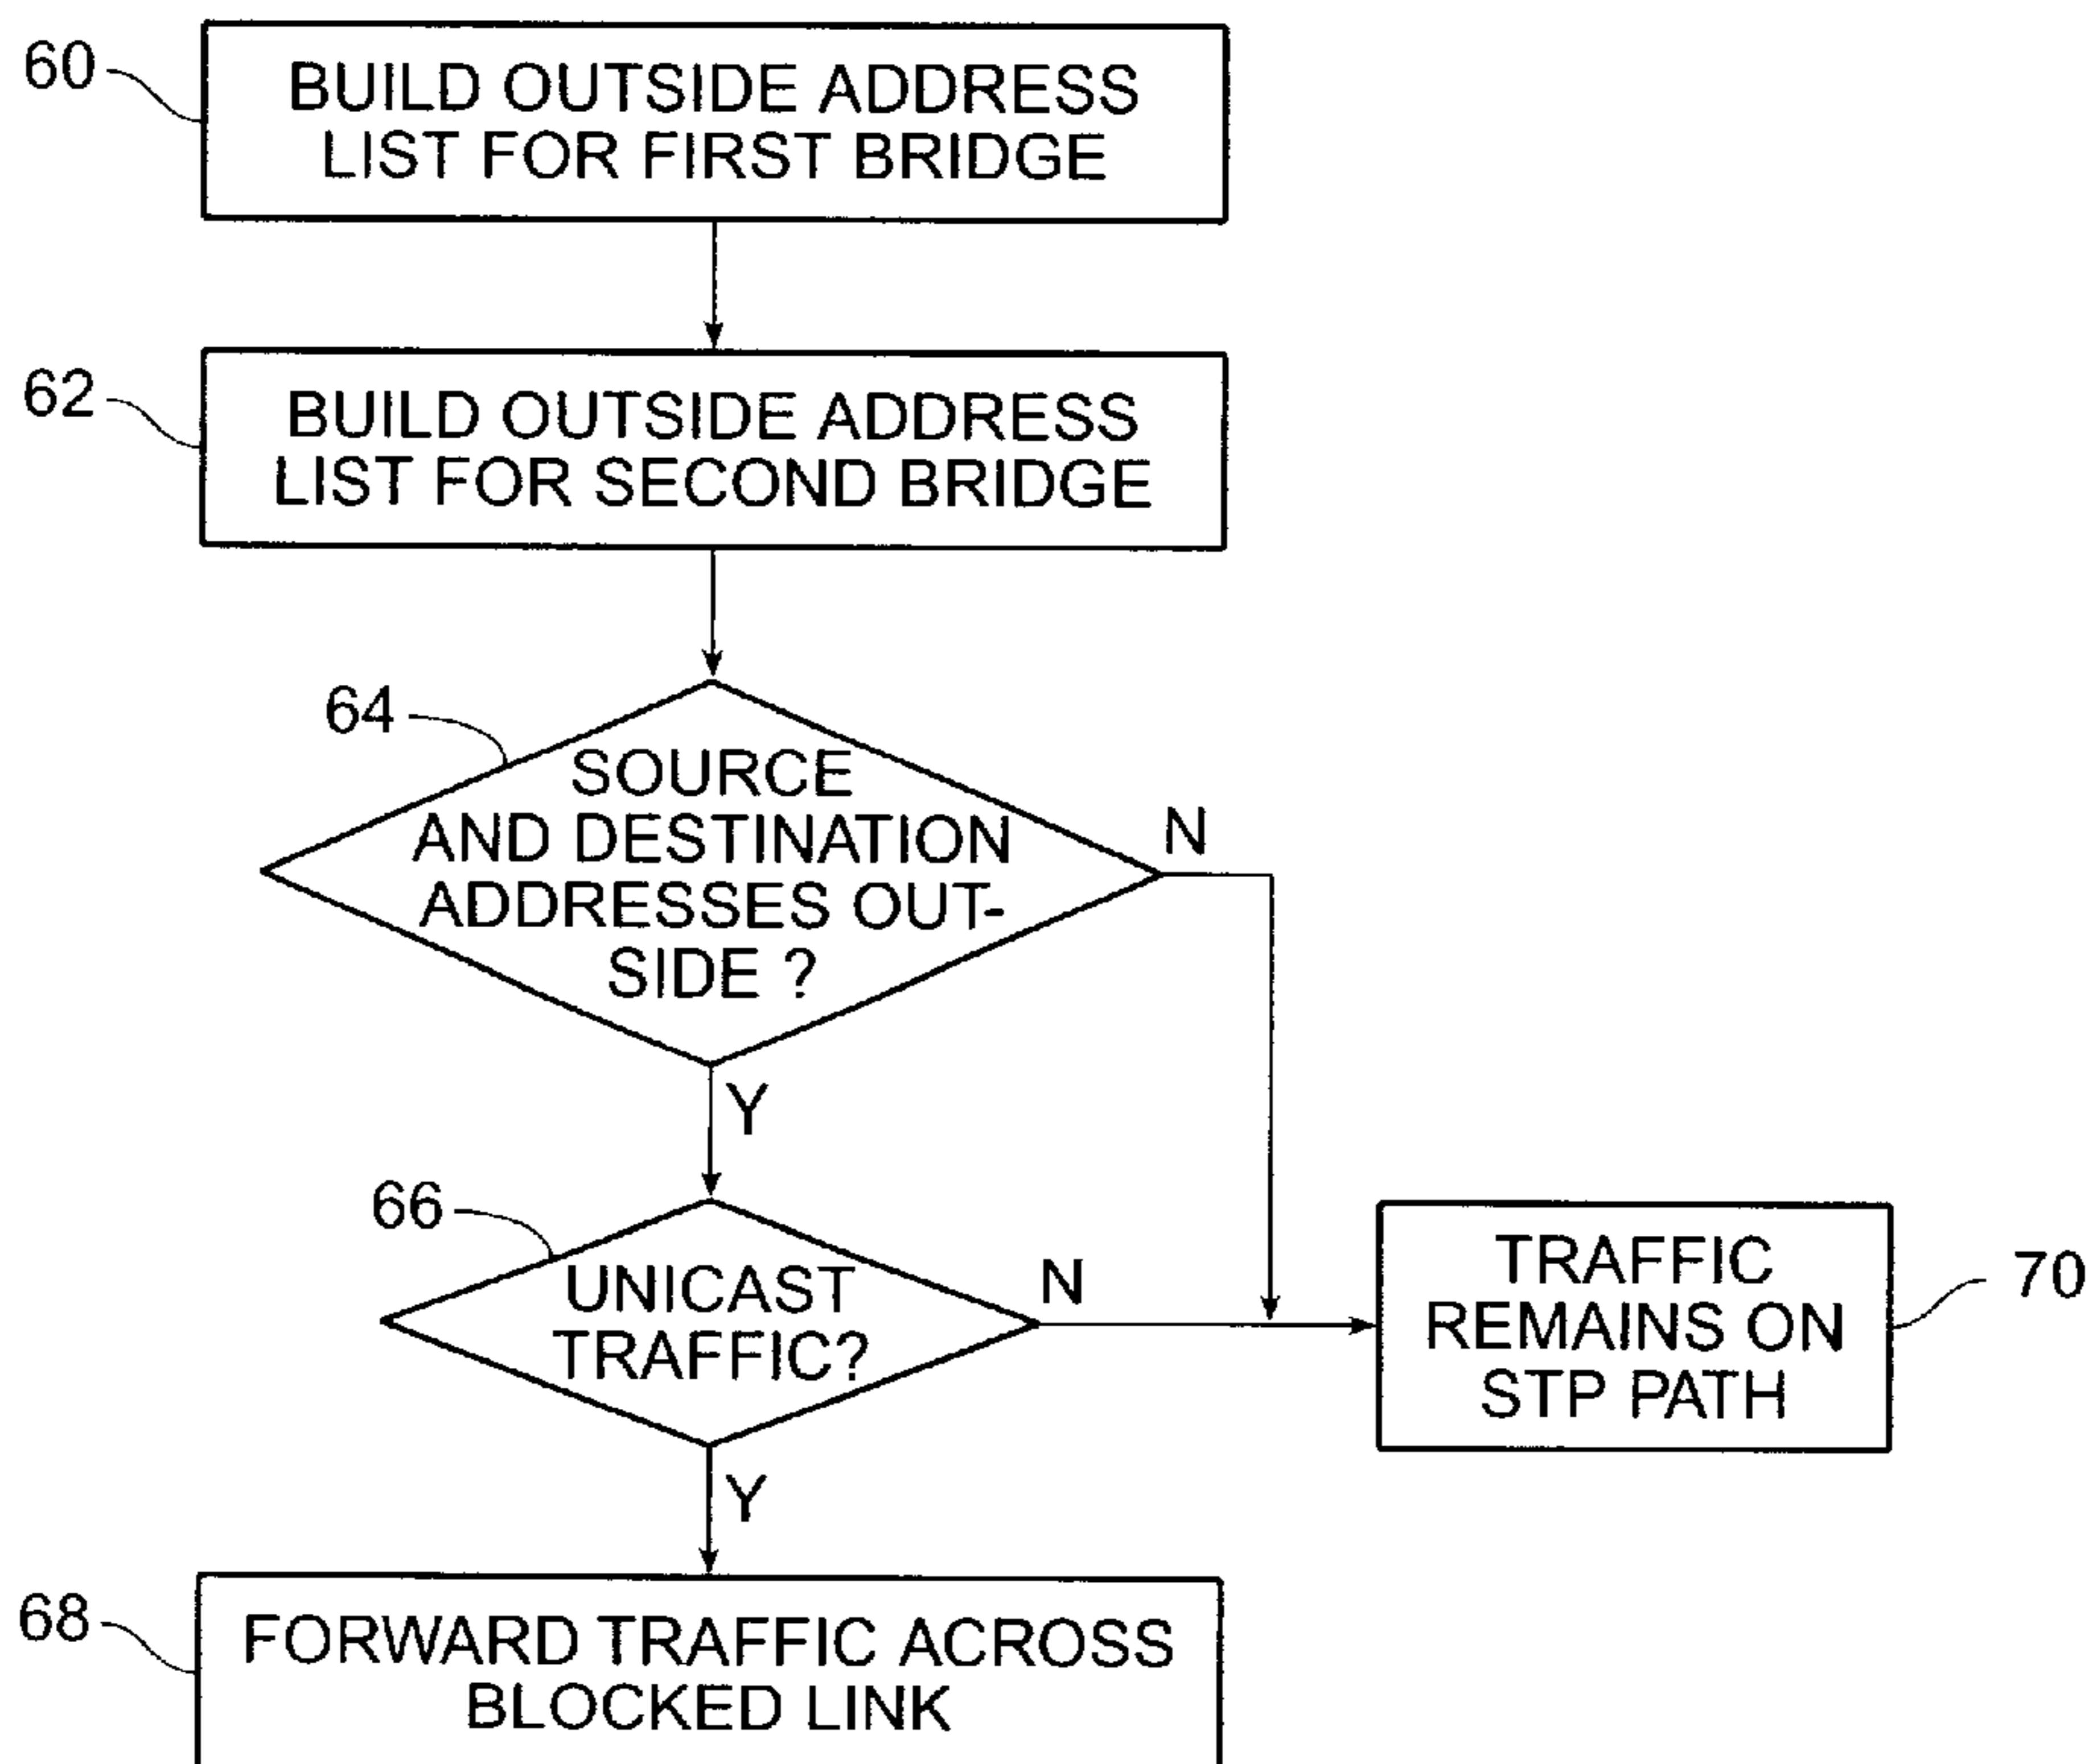 60
BUILD OUTSIDE ADDRESS
LIST FOR FIRST BRIDGE
62
BUILD OUTSIDE ADDRESS
LIST FOR SECOND BRIDGE
64
SOURCE
AND DESTINATION
ADDRESSES OUT-
SIDE ?
N
Y
66
UNICAST
TRAFFIC?
N
TRAFFIC
REMAINS ON
STP PATH
70
Y
68
FORWARD TRAFFIC ACROSS
BLOCKED LINK